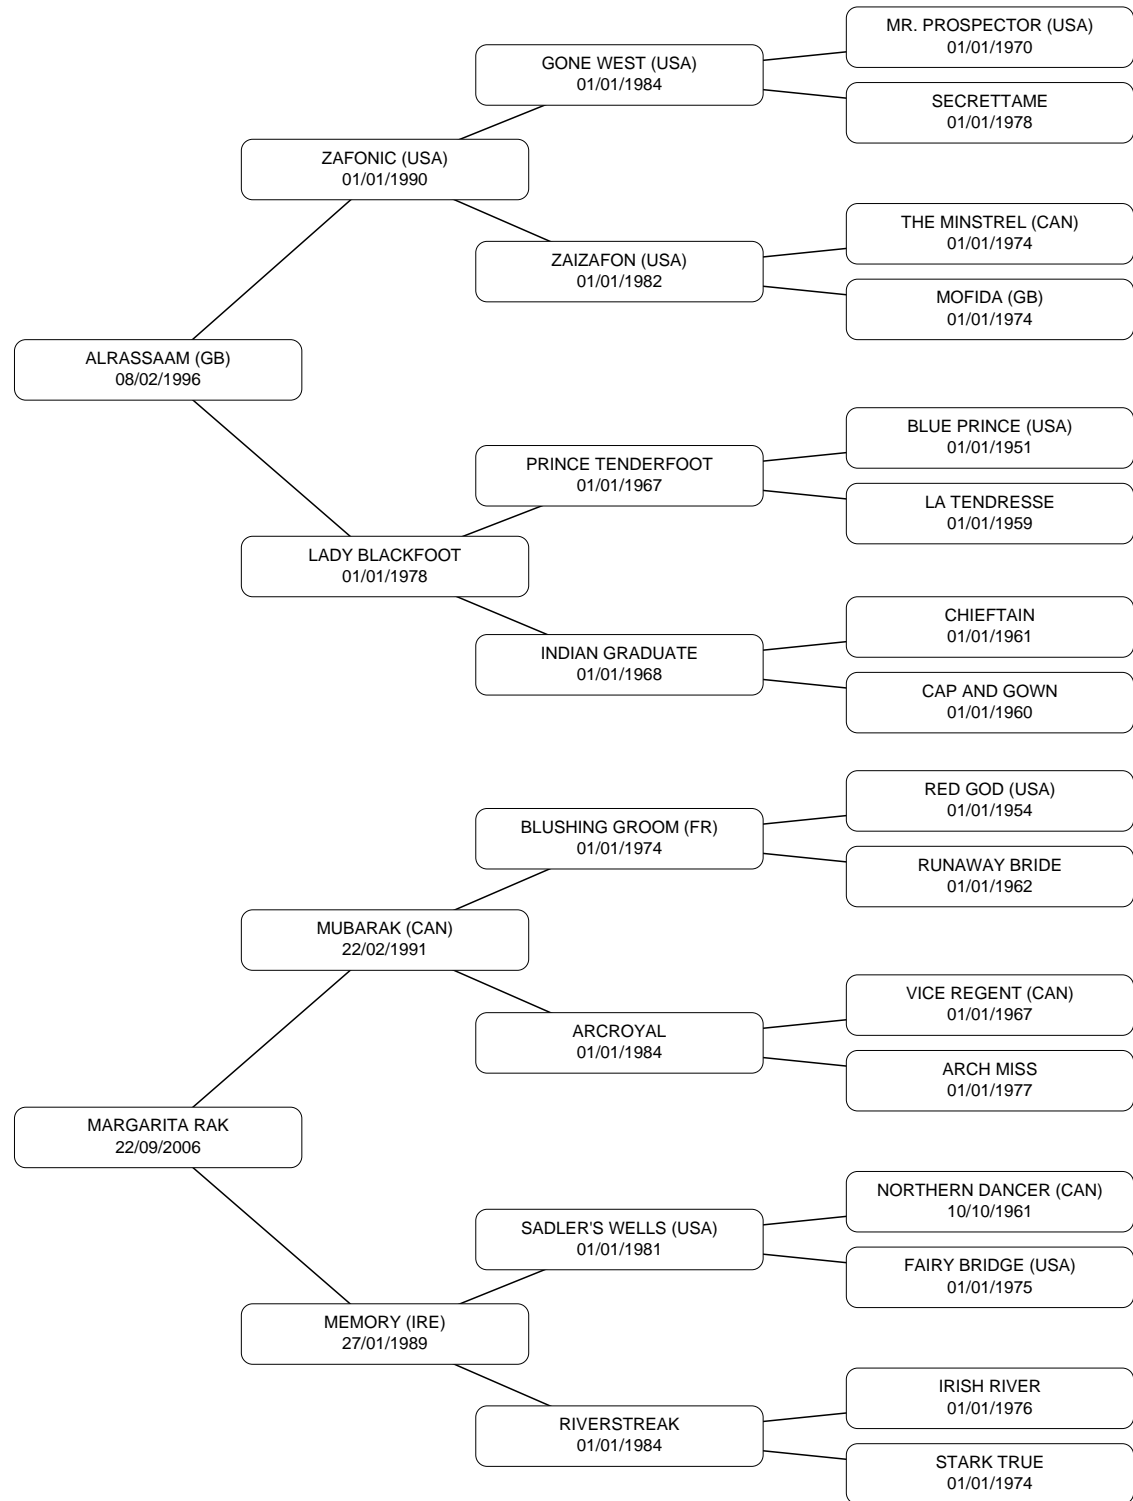 MR. PROSPECTOR (USA)
01/01/1970
GONE WEST (USA)
01/01/1984
SECRETTAME
01/01/1978
ZAFONIC (USA)
01/01/1990
THE MINSTREL (CAN)
01/01/1974
ZAIZAFON (USA)
01/01/1982
MOFIDA (GB)
01/01/1974
ALRASSAAM (GB)
08/02/1996
BLUE PRINCE (USA)
01/01/1951
PRINCE TENDERFOOT
01/01/1967
LA TENDRESSE
01/01/1959
LADY BLACKFOOT
01/01/1978
CHIEFTAIN
01/01/1961
INDIAN GRADUATE
01/01/1968
CAP AND GOWN
01/01/1960
RED GOD (USA)
01/01/1954
BLUSHING GROOM (FR)
01/01/1974
RUNAWAY BRIDE
01/01/1962
MUBARAK (CAN)
22/02/1991
VICE REGENT (CAN)
01/01/1967
ARCROYAL
01/01/1984
ARCH MISS
01/01/1977
MARGARITA RAK
22/09/2006
NORTHERN DANCER (CAN)
10/10/1961
SADLER'S WELLS (USA)
01/01/1981
FAIRY BRIDGE (USA)
01/01/1975
MEMORY (IRE)
27/01/1989
IRISH RIVER
01/01/1976
RIVERSTREAK
01/01/1984
STARK TRUE
01/01/1974